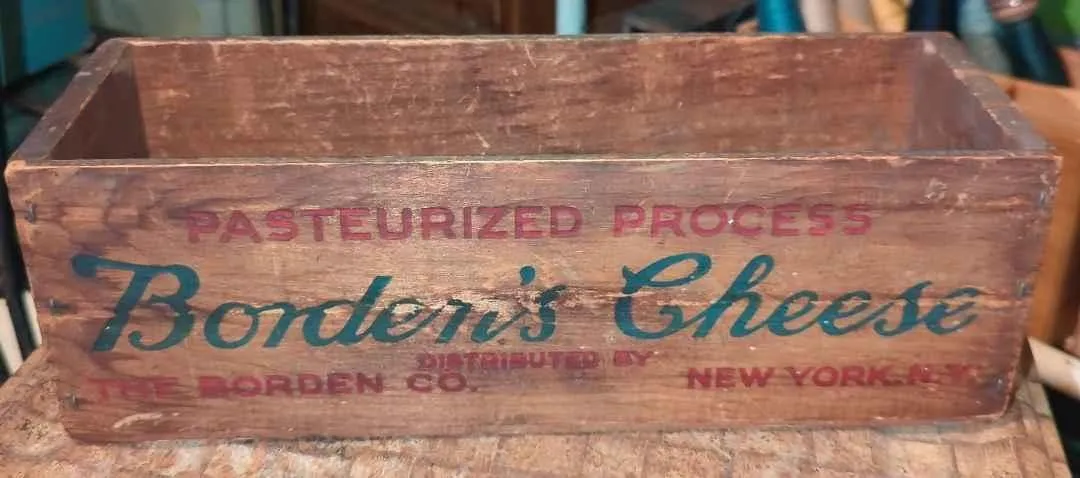 PASTEURIZED PROCESS
Borden's Cheese
DISTRIBUTED BY
THE BORDEN CO. NEW YORK.N.Y.